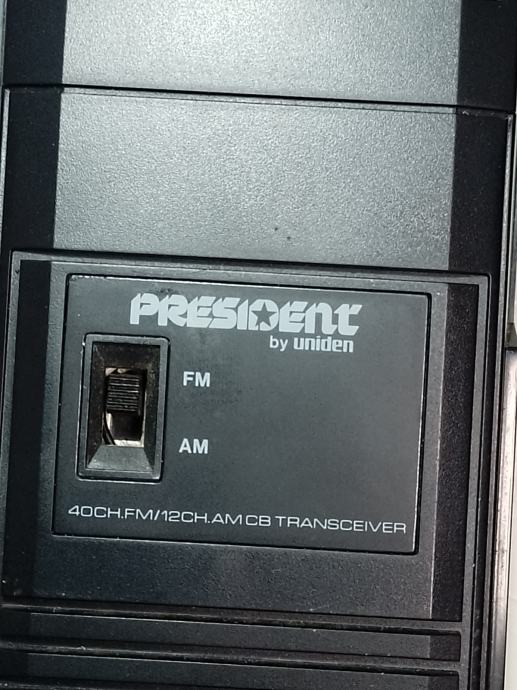 PRESIDENT
by uniden
FM
AM
40CH.FM/12CH.AM CB TRANSCEIVER